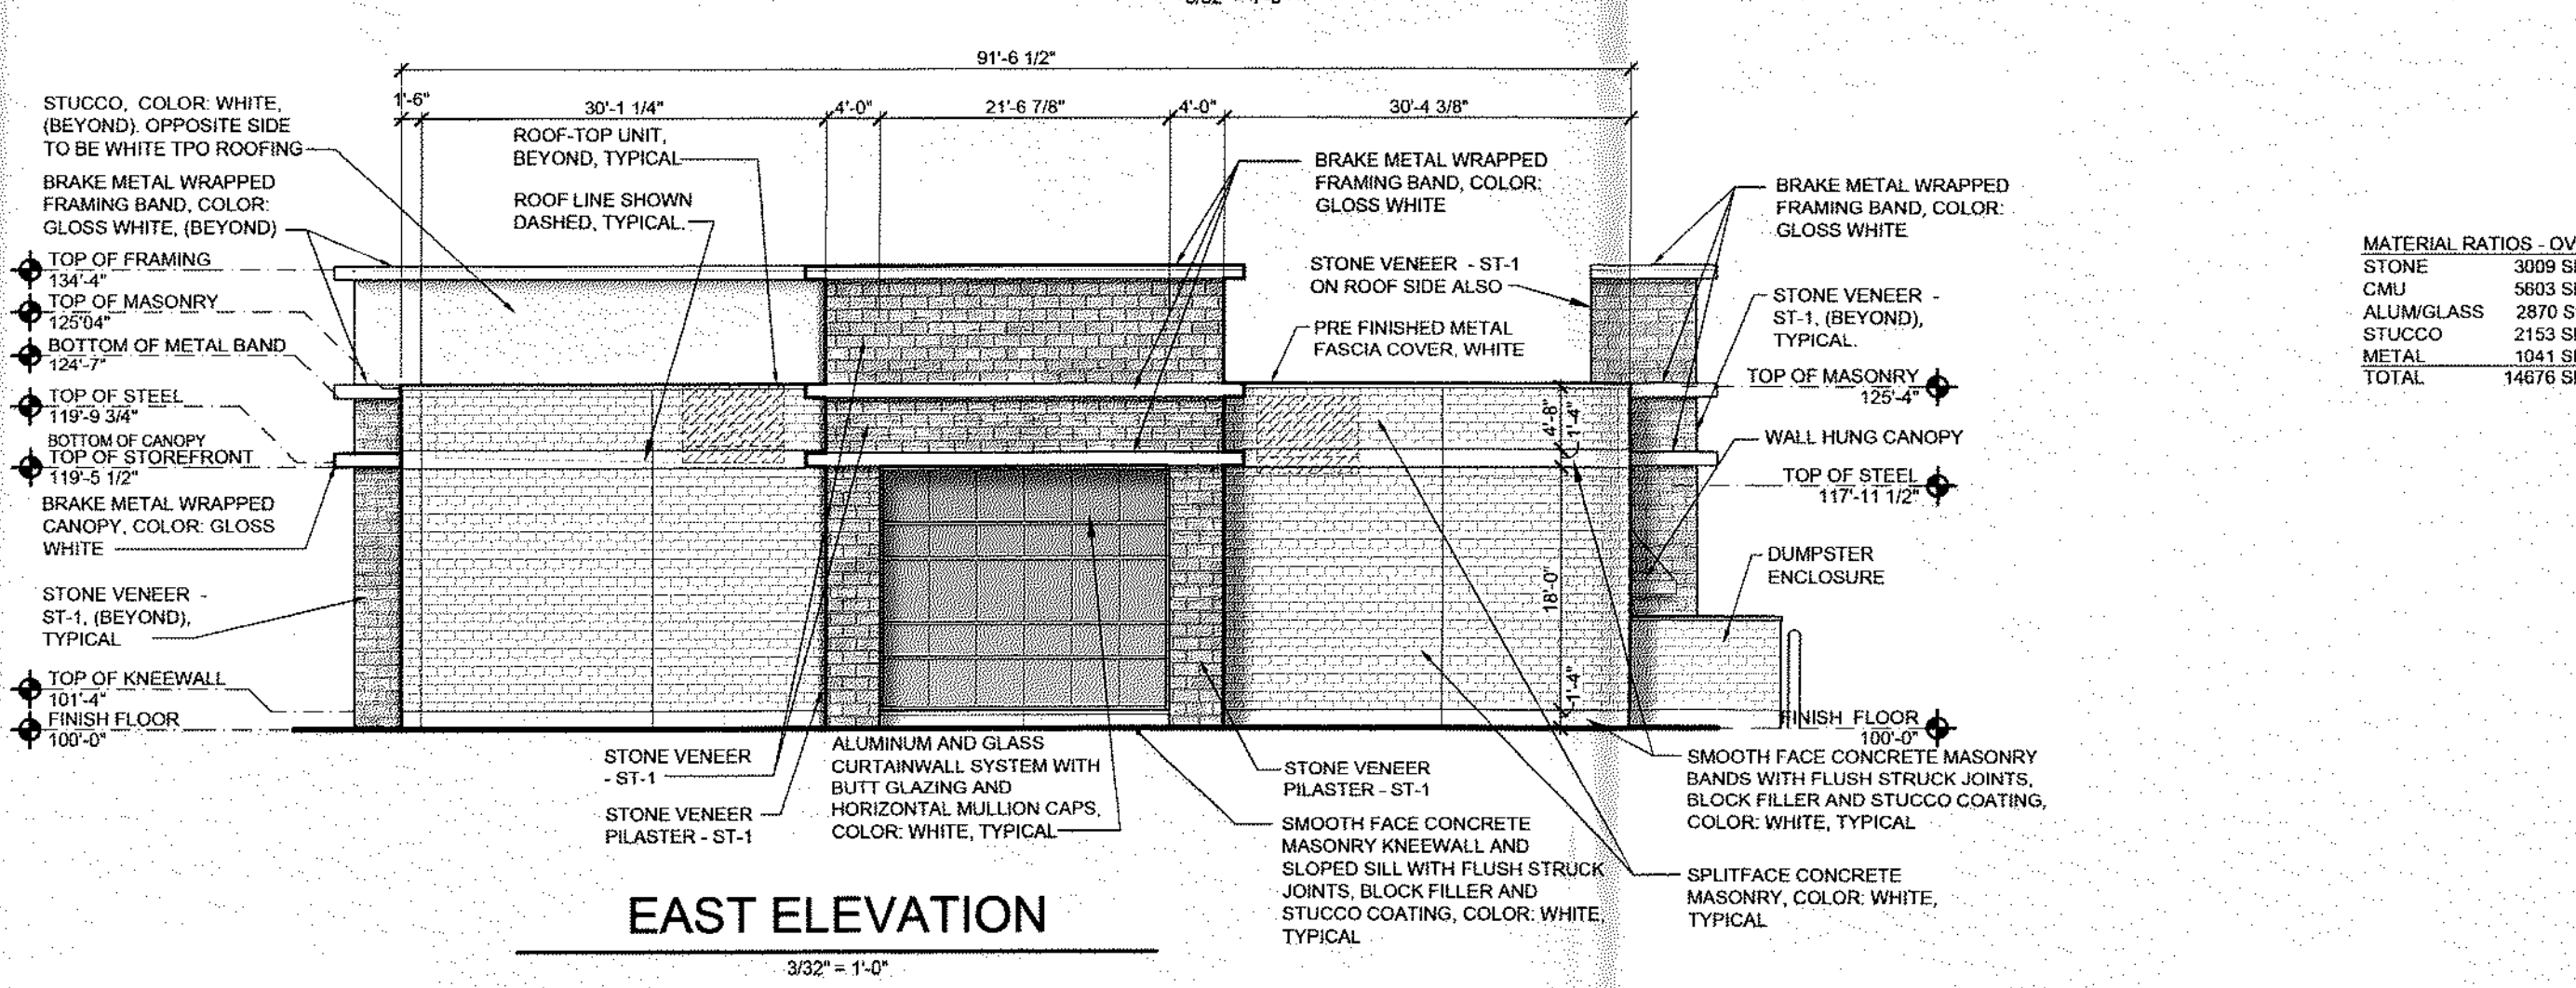 91'-6 1/2"
1'-6"
30'-1 1/4"
4'-0"
21'-6 7/8"
4'-0"
30'-4 3/8"
STUCCO, COLOR: WHITE,
(BEYOND). OPPOSITE SIDE
TO BE WHITE TPO ROOFING
BRAKE METAL WRAPPED
FRAMING BAND, COLOR:
GLOSS WHITE, (BEYOND)
TOP OF FRAMING
134'-4"
TOP OF MASONRY
125'04"
BOTTOM OF METAL BAND
124'-7"
TOP OF STEEL
119'-9 3/4"
BOTTOM OF CANOPY
TOP OF STOREFRONT
119'-5 1/2"
BRAKE METAL WRAPPED
CANOPY, COLOR: GLOSS
WHITE
STONE VENEER -
ST-1, (BEYOND),
TYPICAL
TOP OF KNEEWALL
101'-4"
FINISH FLOOR
100'-0"
ROOF-TOP UNIT,
BEYOND, TYPICAL
ROOF LINE SHOWN
DASHED, TYPICAL.
BRAKE METAL WRAPPED
FRAMING BAND, COLOR:
GLOSS WHITE
STONE VENEER - ST-1
ON ROOF SIDE ALSO
PRE FINISHED METAL
FASCIA COVER, WHITE
BRAKE METAL WRAPPED
FRAMING BAND, COLOR:
GLOSS WHITE
STONE VENEER -
ST-1, (BEYOND),
TYPICAL.
TOP OF MASONRY
125'-4"
WALL HUNG CANOPY
TOP OF STEEL
117'-11 1/2"
DUMPSTER
ENCLOSURE
FINISH FLOOR
100'-0"
4'-8"
1'-4"
18'-0"
1'-4"
STONE VENEER
- ST-1
STONE VENEER
PILASTER - ST-1
ALUMINUM AND GLASS
CURTAINWALL SYSTEM WITH
BUTT GLAZING AND
HORIZONTAL MULLION CAPS,
COLOR: WHITE, TYPICAL
STONE VENEER
PILASTER - ST-1
SMOOTH FACE CONCRETE
MASONRY KNEEWALL AND
SLOPED SILL WITH FLUSH STRUCK
JOINTS, BLOCK FILLER AND
STUCCO COATING, COLOR: WHITE,
TYPICAL
SMOOTH FACE CONCRETE MASONRY
BANDS WITH FLUSH STRUCK JOINTS,
BLOCK FILLER AND STUCCO COATING,
COLOR: WHITE, TYPICAL
SPLITFACE CONCRETE
MASONRY, COLOR: WHITE,
TYPICAL
EAST ELEVATION
3/32" = 1'-0"
MATERIAL RATIOS - OV
STONE 3009 S
CMU 5603 S
ALUM/GLASS 2870 S
STUCCO 2153 S
METAL 1041 S
TOTAL 14676 S